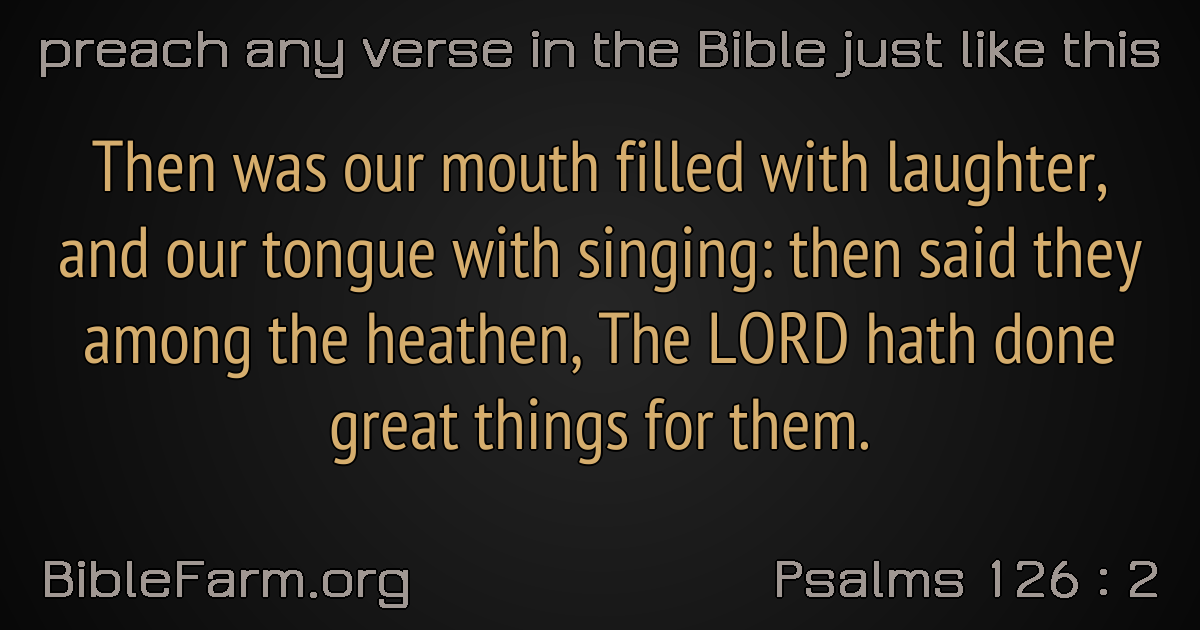 preach any verse in the Bible just like this
Then was our mouth filled with laughter,
and our tongue with singing: then said they
among the heathen, The LORD hath done
great things for them.
BibleFarm.org
Psalms 126 : 2